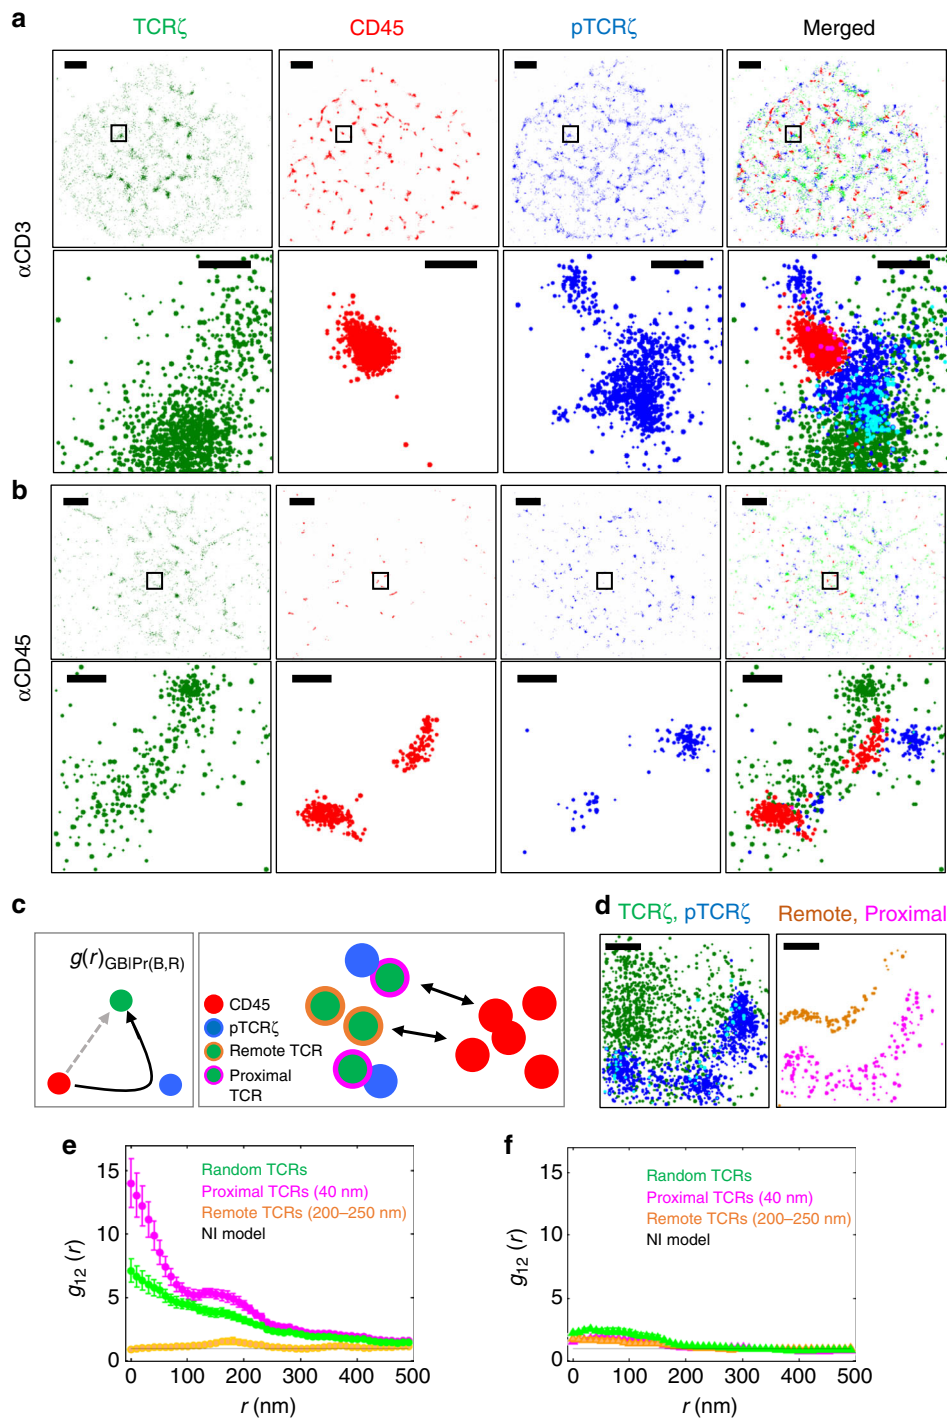 a
TCRζ CD45 pTCRζ Merged
αCD3
b
αCD45
c
g(r)GB|Pr(B,R)
CD45
pTCRζ
Remote TCR
Proximal
TCR
d
TCRζ, pTCRζ Remote, Proximal
e
Random TCRs
Proximal TCRs (40 nm)
Remote TCRs (200–250 nm)
NI model
g12 (r)
15
10
5
0
0 100 200 300 400 500
r (nm)
f
Random TCRs
Proximal TCRs (40 nm)
Remote TCRs (200–250 nm)
NI model
g12 (r)
15
10
5
0
0 100 200 300 400 500
r (nm)